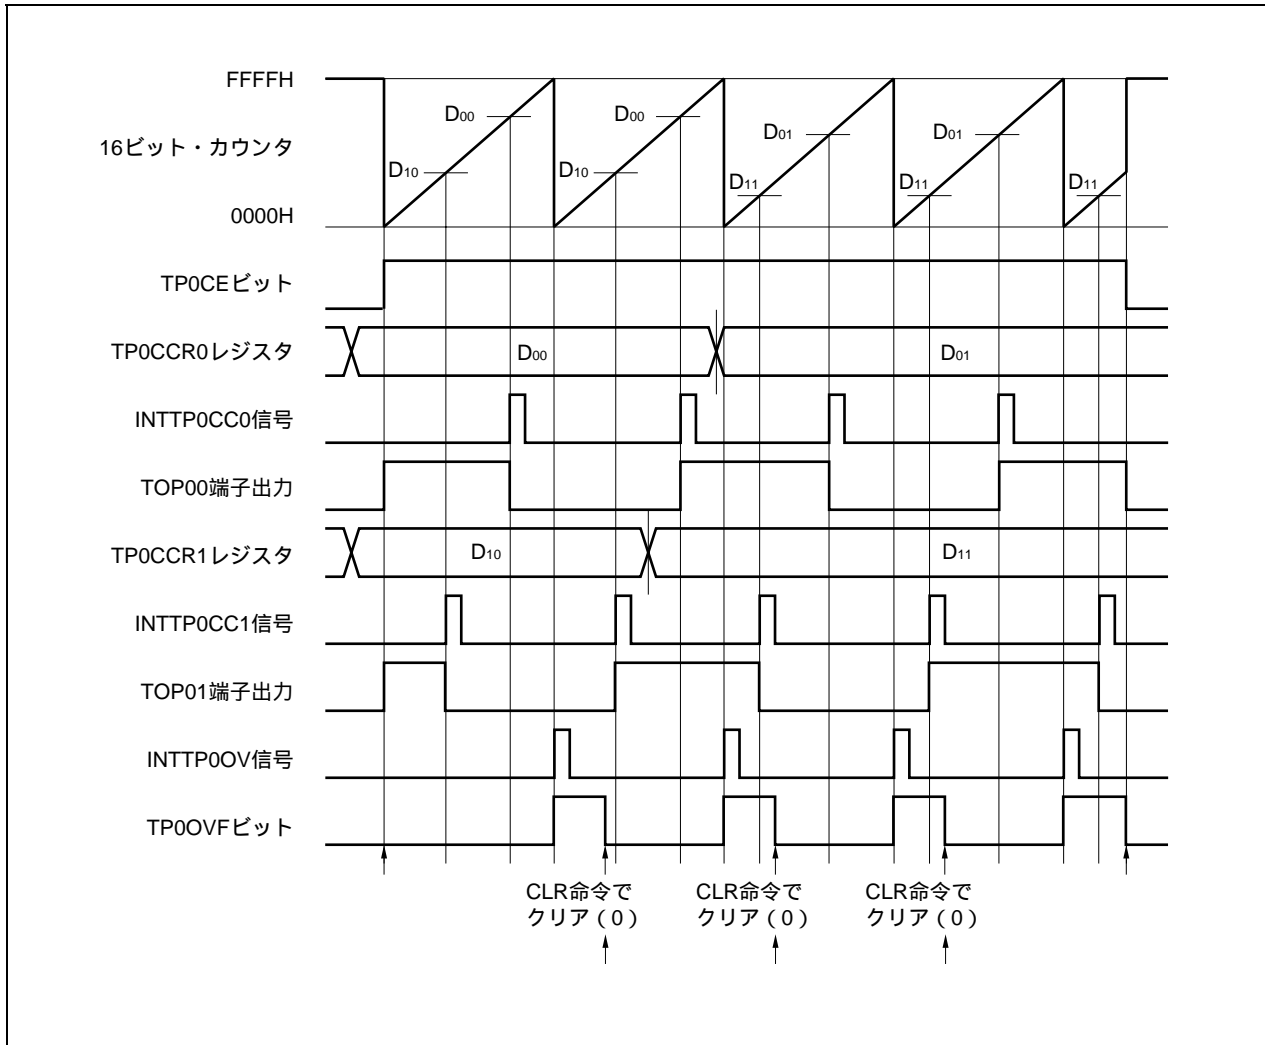 FFFFH
D00 D00
16ビット・カウンタ D01 D01
D10 D10 D11 D11 D11
0000H
TP0CEビット
TP0CCR0レジスタ D00 D01
INTTP0CC0信号
TOP00端子出力
TP0CCR1レジスタ D10 D11
INTTP0CC1信号
TOP01端子出力
INTTP0OV信号
TP0OVFビット
CLR命令で CLR命令で CLR命令で
クリア(0) クリア(0) クリア(0)